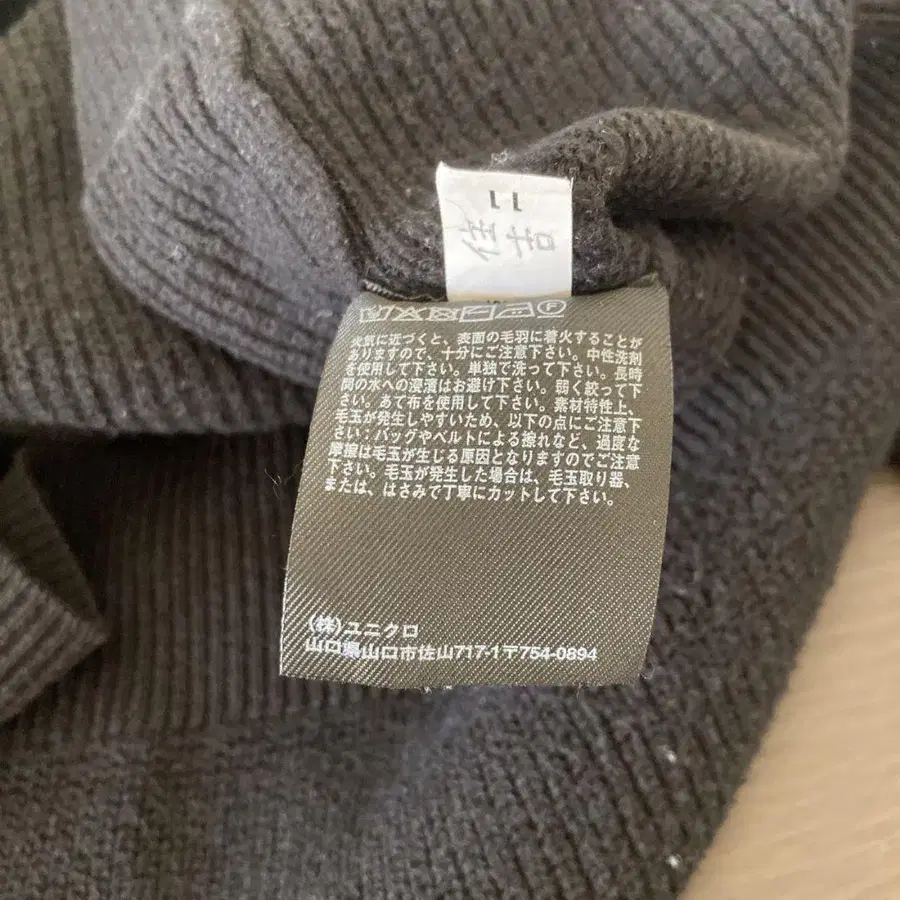 火気に近づくと、表面の毛羽に着火することが
ありますので、十分にご注意下さい。中性洗剤
を使用して下さい。単独で洗って下さい。長時
間の水への浸漬はお避け下さい。弱く絞って下
さい。あて布を使用して下さい。素材特性上、
毛玉が発生しやすいため、以下の点にご注意下
さい：バッグやベルトによる擦れなど、過度な
摩擦は毛玉が生じる原因となりますのでご注意
下さい。毛玉が発生した場合は、毛玉取り器、
または、はさみで丁寧にカットして下さい。
(株)ユニクロ
山口県山口市佐山717-1〒754-0894